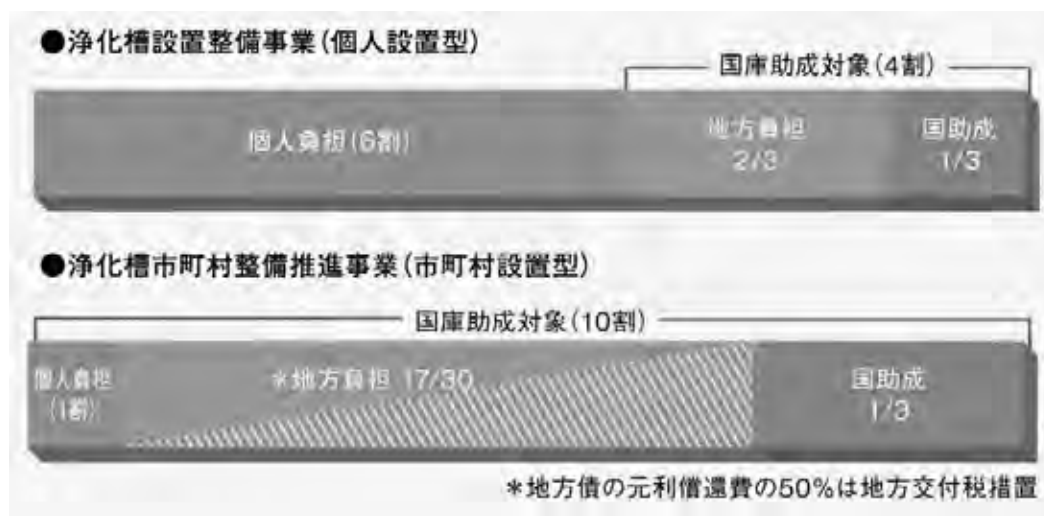 ●浄化槽設置整備事業(個人設置型)
国庫助成対象(4割)
個人負担(6割)
地方負担
2/3
国助成
1/3
●浄化槽市町村整備推進事業(市町村設置型)
国庫助成対象(10割)
個人負担
(1割)
*地方負担 17/30
国助成
1/3
*地方債の元利償還費の50%は地方交付税措置